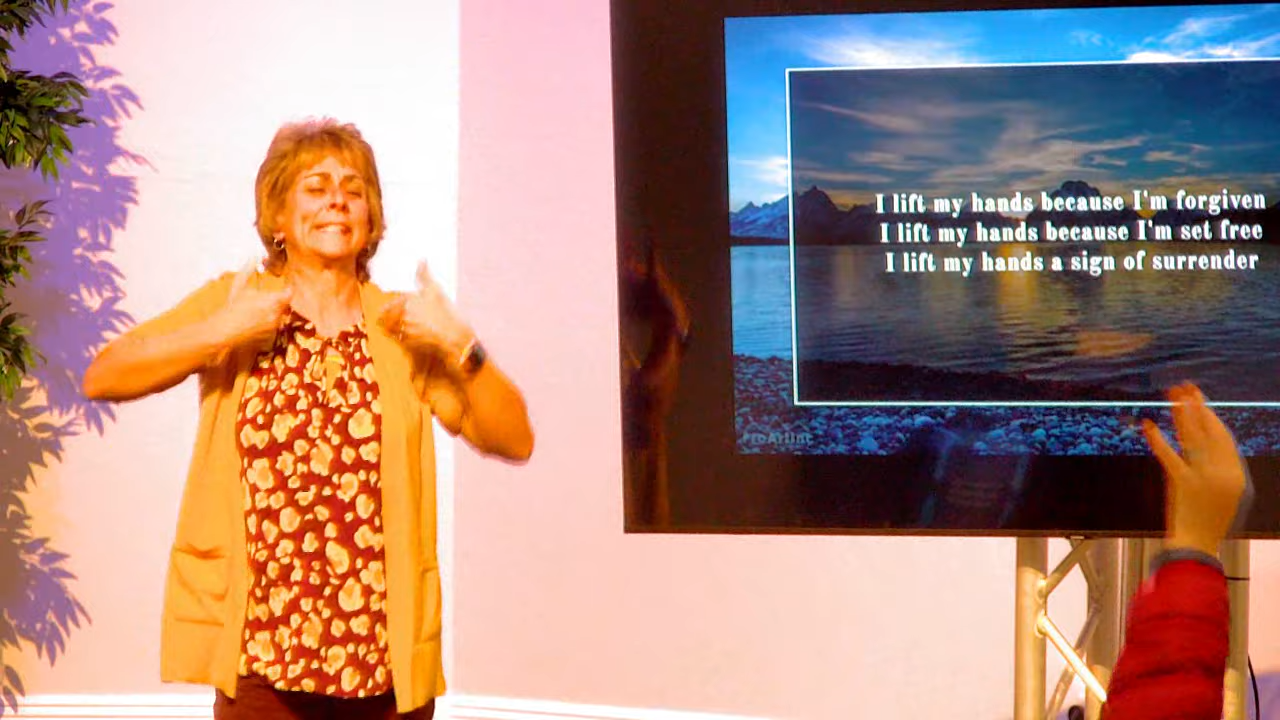 I lift my hands because I'm forgiven
I lift my hands because I'm set free
I lift my hands a sign of surrender